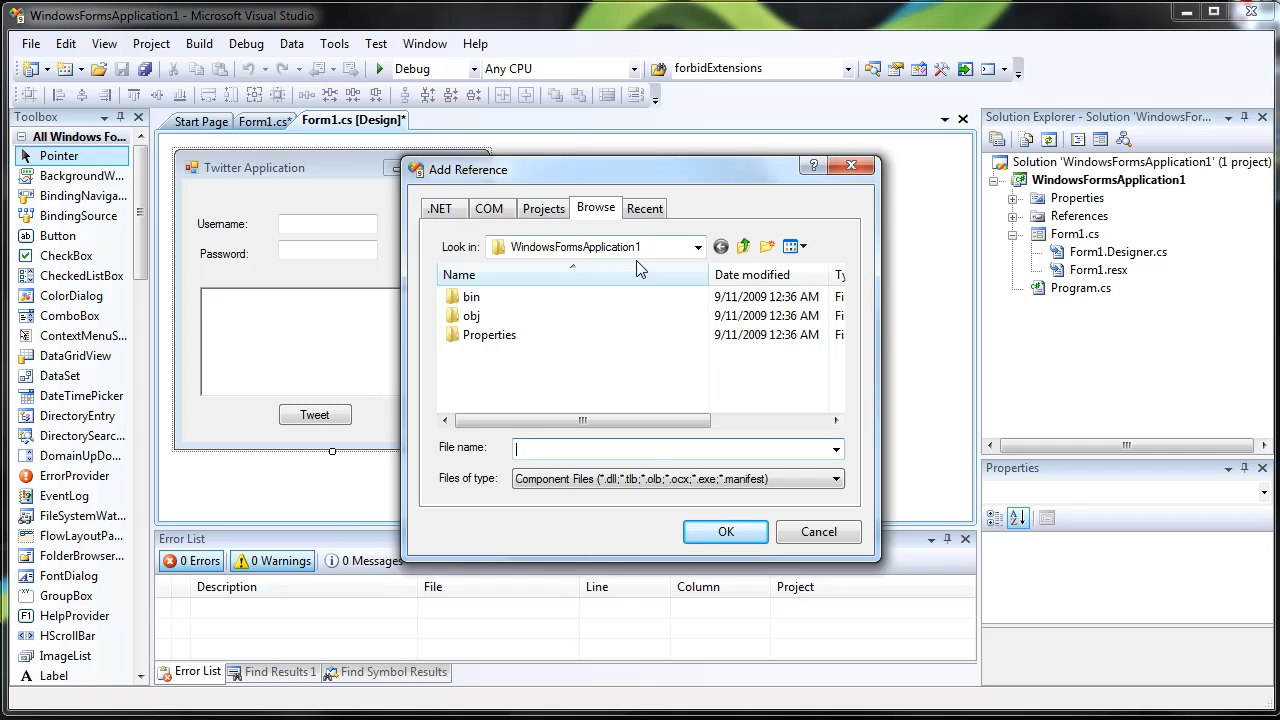 WindowsFormsApplication1 - Microsoft Visual Studio
File Edit View Project Build Debug Data Tools Test Window Help
Debug Any CPU forbidExtensions
Toolbox
Start Page Form1.cs* Form1.cs [Design]*
All Windows Fo...
Pointer
BackgroundW...
BindingNavig...
BindingSource
Button
CheckBox
CheckedListBox
ColorDialog
ComboBox
ContextMenuS...
DataGridView
DataSet
DateTimePicker
DirectoryEntry
DirectorySearc...
DomainUpDo...
ErrorProvider
EventLog
FileSystemWat...
FlowLayoutPa...
FolderBrowser...
FontDialog
GroupBox
HelpProvider
HScrollBar
ImageList
Label
Twitter Application
Username:
Password:
Tweet
Add Reference
.NET COM Projects Browse Recent
Look in: WindowsFormsApplication1
Name Date modified Ty
bin 9/11/2009 12:36 AM Fi
obj 9/11/2009 12:36 AM Fi
Properties 9/11/2009 12:36 AM Fi
File name:
Files of type: Component Files (*.dll;*.tlb;*.olb;*.ocx;*.exe;*.manifest)
OK Cancel
Solution Explorer - Solution 'WindowsFor...
Solution 'WindowsFormsApplication1' (1 project)
WindowsFormsApplication1
Properties
References
Form1.cs
Form1.Designer.cs
Form1.resx
Program.cs
Properties
Error List
0 Errors 0 Warnings 0 Messages
Description File Line Column Project
Error List Find Results 1 Find Symbol Results